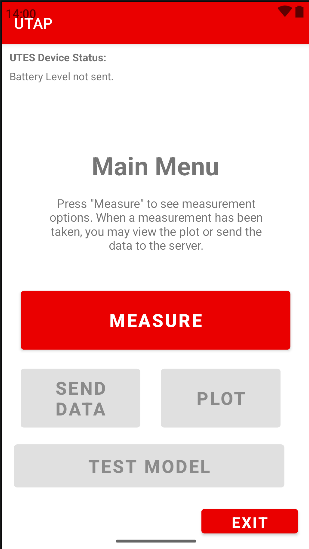 14:00
UTAP
UTES Device Status:
Battery Level not sent.
Main Menu
Press "Measure" to see measurement
options. When a measurement has been
taken, you may view the plot or send the
data to the server.
MEASURE
SEND
DATA
PLOT
TEST MODEL
EXIT